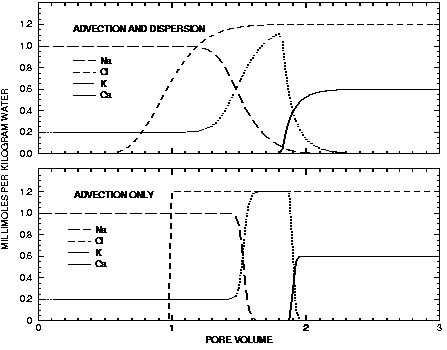 1.2
ADVECTION AND DISPERSION
1.0
Na
Cl
K
Ca
0.8
0.6
0.4
0.2
0.0
MILLIMOLES PER KILOGRAM WATER
1.2
ADVECTION ONLY
1.0
Na
Cl
K
Ca
0.8
0.6
0.4
0.2
0
0 1 2 3
PORE VOLUME